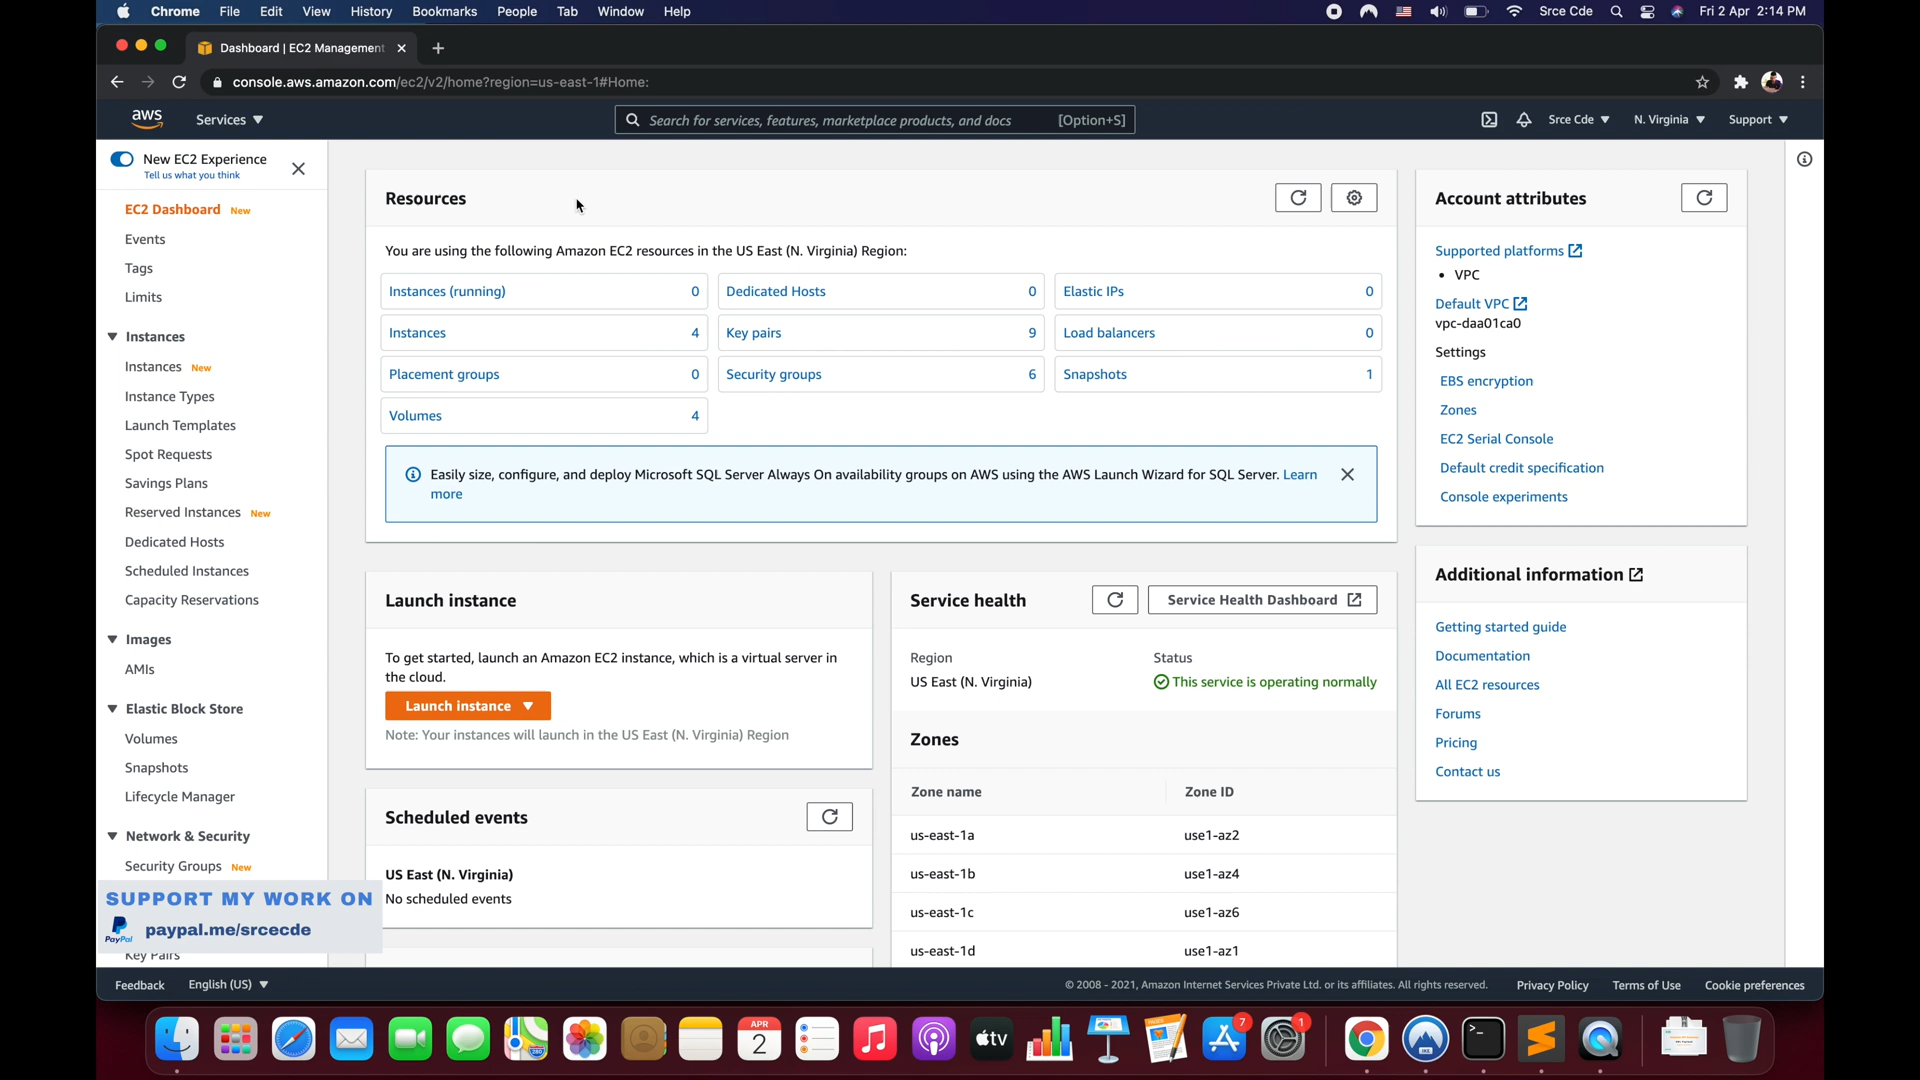 Chrome File Edit View History Bookmarks People Tab Window Help
Srce Cde Fri 2 Apr 2:14 PM
Dashboard | EC2 Management
console.aws.amazon.com/ec2/v2/home?region=us-east-1#Home:
aws Services Search for services, features, marketplace products, and docs [Option+S] Srce Cde N. Virginia Support
New EC2 Experience
Tell us what you think
EC2 Dashboard New
Events
Tags
Limits
Instances
Instances New
Instance Types
Launch Templates
Spot Requests
Savings Plans
Reserved Instances New
Dedicated Hosts
Scheduled Instances
Capacity Reservations
Images
AMIs
Elastic Block Store
Volumes
Snapshots
Lifecycle Manager
Network & Security
Security Groups New
SUPPORT MY WORK ON
PayPal paypal.me/srcecde
Key Pairs
Resources
You are using the following Amazon EC2 resources in the US East (N. Virginia) Region:
Instances (running) 0 Dedicated Hosts 0 Elastic IPs 0
Instances 4 Key pairs 9 Load balancers 0
Placement groups 0 Security groups 6 Snapshots 1
Volumes 4
Easily size, configure, and deploy Microsoft SQL Server Always On availability groups on AWS using the AWS Launch Wizard for SQL Server. Learn
more
Launch instance
To get started, launch an Amazon EC2 instance, which is a virtual server in
the cloud.
Launch instance
Note: Your instances will launch in the US East (N. Virginia) Region
Scheduled events
US East (N. Virginia)
No scheduled events
Service health Service Health Dashboard
Region Status
US East (N. Virginia) This service is operating normally
Zones
Zone name Zone ID
us-east-1a use1-az2
us-east-1b use1-az4
us-east-1c use1-az6
us-east-1d use1-az1
Account attributes
Supported platforms
• VPC
Default VPC
vpc-daa01ca0
Settings
EBS encryption
Zones
EC2 Serial Console
Default credit specification
Console experiments
Additional information
Getting started guide
Documentation
All EC2 resources
Forums
Pricing
Contact us
Feedback English (US) © 2008 - 2021, Amazon Internet Services Private Ltd. or its affiliates. All rights reserved. Privacy Policy Terms of Use Cookie preferences
APR
2
280
tv
7
1